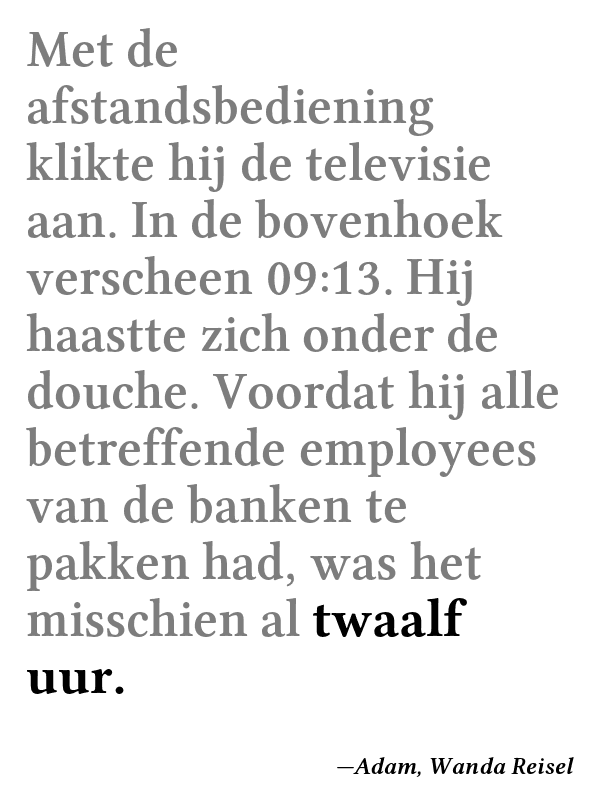 Met de
afstandsbediening
klikte hij de televisie
aan. In de bovenhoek
verscheen 09:13. Hij
haastte zich onder de
douche. Voordat hij alle
betreffende employees
van de banken te
pakken had, was het
misschien al twaalf
uur.
—Adam, Wanda Reisel